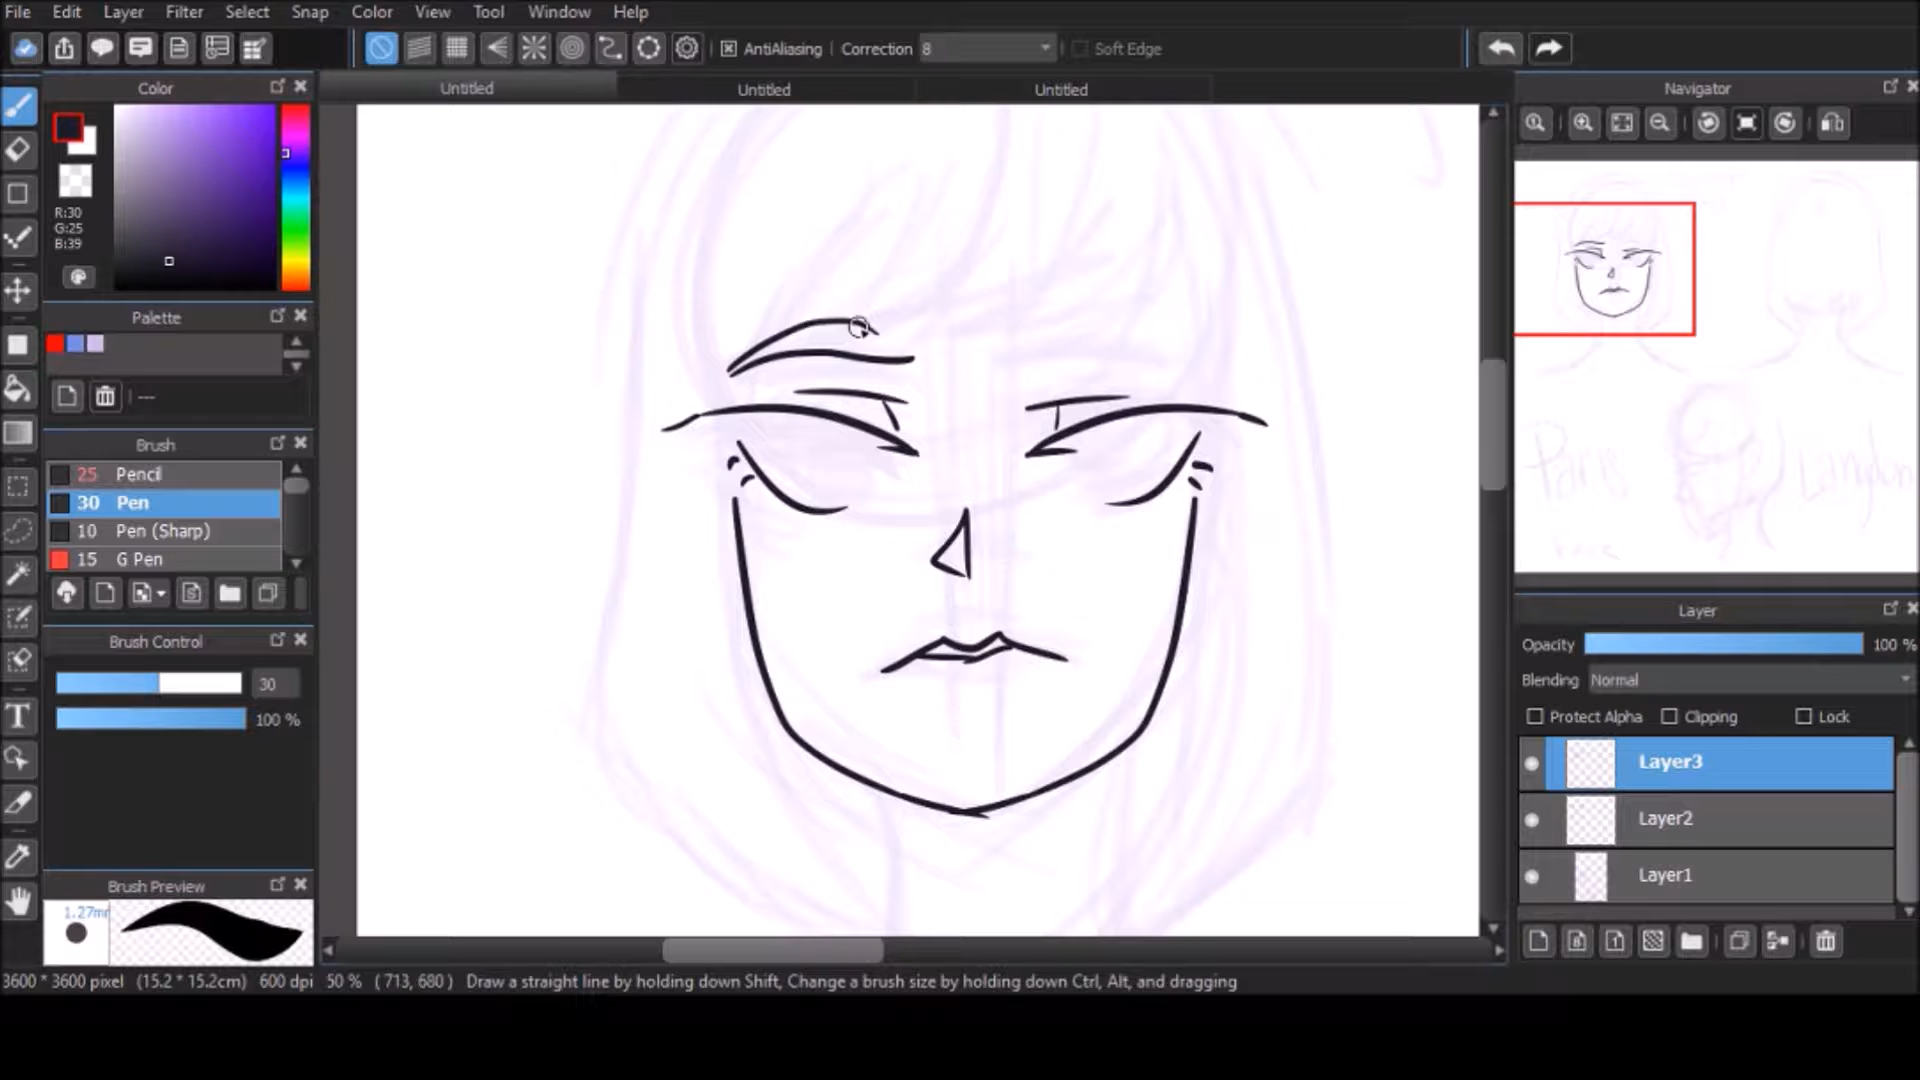 File Edit Layer Filter Select Snap Color View Tool Window Help
AntiAliasing Correction 8 Soft Edge
Color
Untitled Untitled Untitled
Navigator
R:30
G:25
B:39
Palette
---
Brush
25 Pencil
30 Pen
10 Pen (Sharp)
15 G Pen
Brush Control
30
100 %
Brush Preview
1.27m
Paris Langdon
Layer
Opacity 100 %
Blending Normal
Protect Alpha Clipping Lock
Layer3
Layer2
Layer1
3600 * 3600 pixel (15.2 * 15.2cm) 600 dpi 50 % ( 713, 680 ) Draw a straight line by holding down Shift, Change a brush size by holding down Ctrl, Alt, and dragging